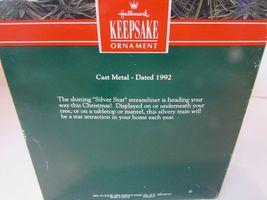 Hallmark
KEEPSAKE
ORNAMENT
Cast Metal - Dated 1992
The shining "Silver Star" streamliner is heading your
way this Christmas! Displayed on or underneath your
tree, or on a tabletop or mantel, this silvery train will
be a star attraction in your home each year.